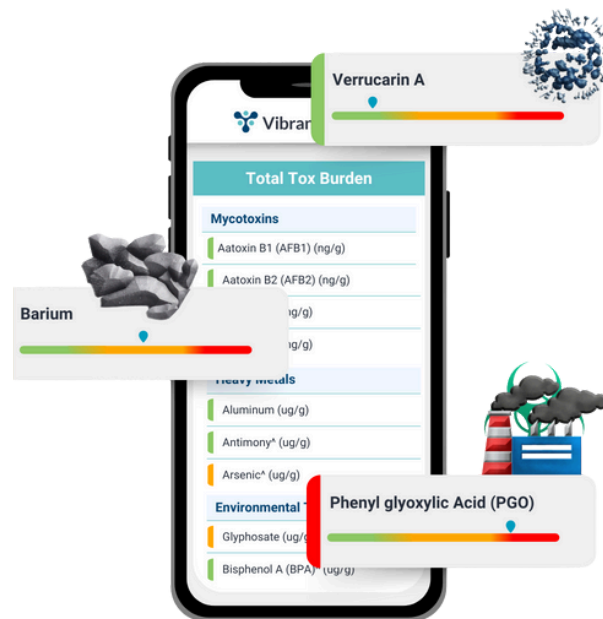 Verrucarin A
Vibran
Total Tox Burden
Mycotoxins
Aatoxin B1 (AFB1) (ng/g)
Aatoxin B2 (AFB2) (ng/g)
ng/g)
ng/g)
Barium
Heavy Metals
Aluminum (ug/g)
Antimony^ (ug/g)
Arsenic^ (ug/g)
Environmental T
Phenyl glyoxylic Acid (PGO)
Glyphosate (ug/g
Bisphenol A (BPA) (ug/g)